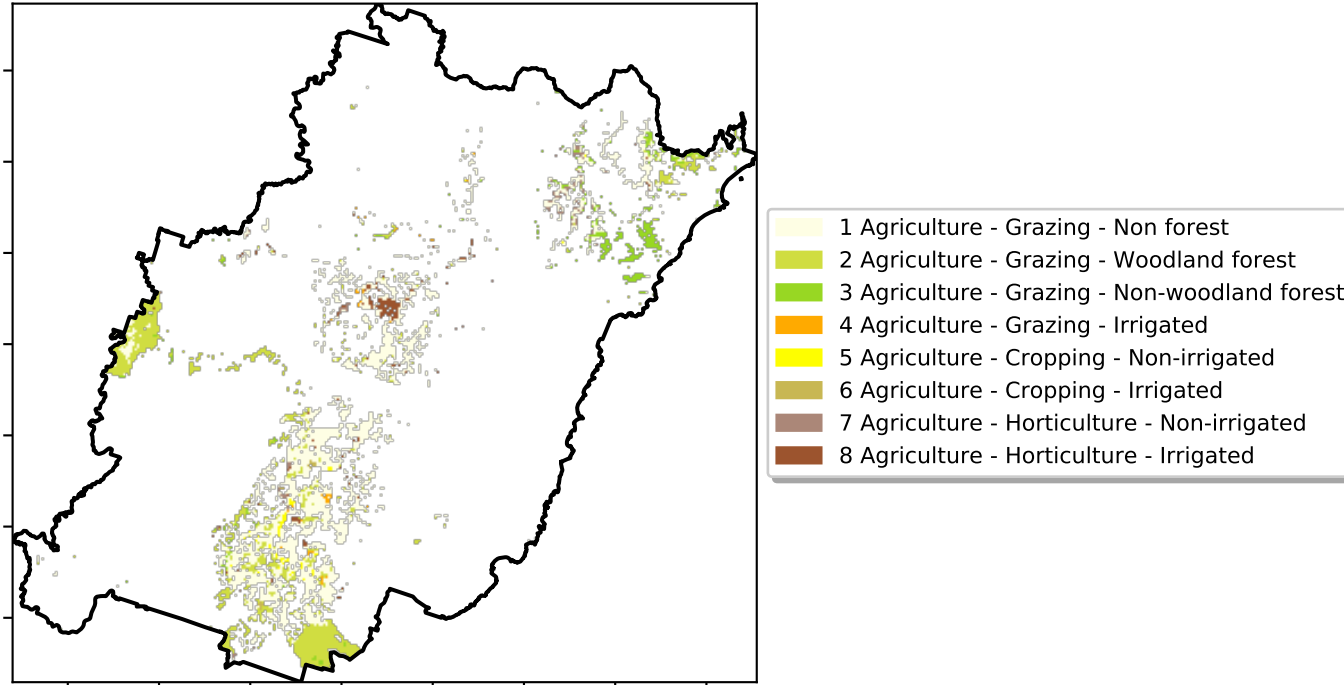 1 Agriculture - Grazing - Non forest
2 Agriculture - Grazing - Woodland forest
3 Agriculture - Grazing - Non-woodland forest
4 Agriculture - Grazing - Irrigated
5 Agriculture - Cropping - Non-irrigated
6 Agriculture - Cropping - Irrigated
7 Agriculture - Horticulture - Non-irrigated
8 Agriculture - Horticulture - Irrigated